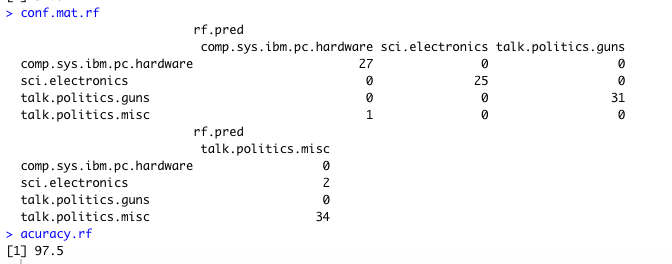 > conf.mat.rf
rf.pred
comp.sys.ibm.pc.hardware sci.electronics talk.politics.guns
comp.sys.ibm.pc.hardware 27 0 0
sci.electronics 0 25 0
talk.politics.guns 0 0 31
talk.politics.misc 1 0 0
rf.pred
talk.politics.misc
comp.sys.ibm.pc.hardware 0
sci.electronics 2
talk.politics.guns 0
talk.politics.misc 34
> acuracy.rf
[1] 97.5